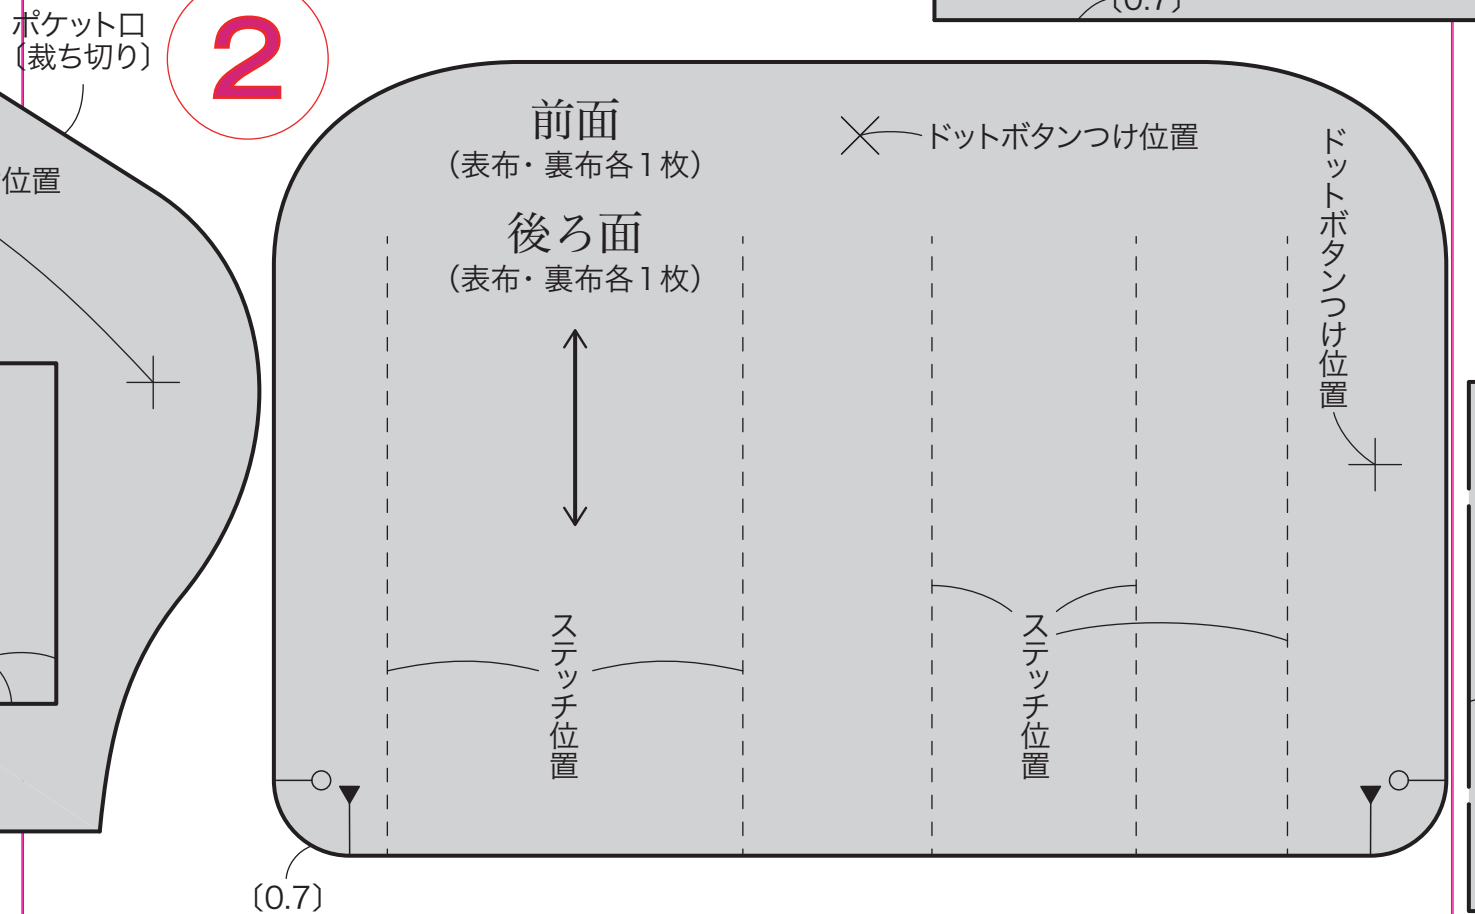 ポケット口
〔裁ち切り〕
2
〔0.7〕
位置
前面
（表布・裏布各1枚）
後ろ面
（表布・裏布各1枚）
ドットボタンつけ位置
ドットボタンつけ位置
ステッチ位置
ステッチ位置
〔0.7〕